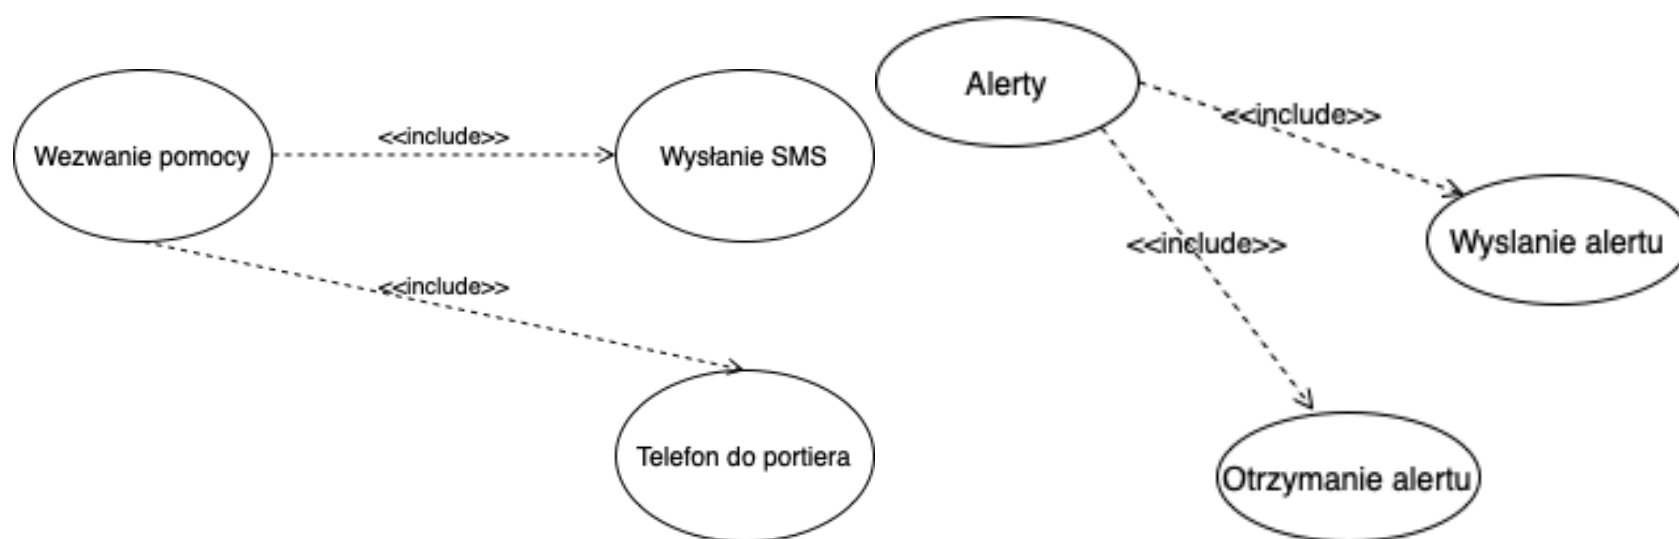 Wezwanie pomocy
<<include>>
Wysłanie SMS
<<include>>
Telefon do portiera
Alerty
<<include>>
Wyslanie alertu
<<include>>
Otrzymanie alertu